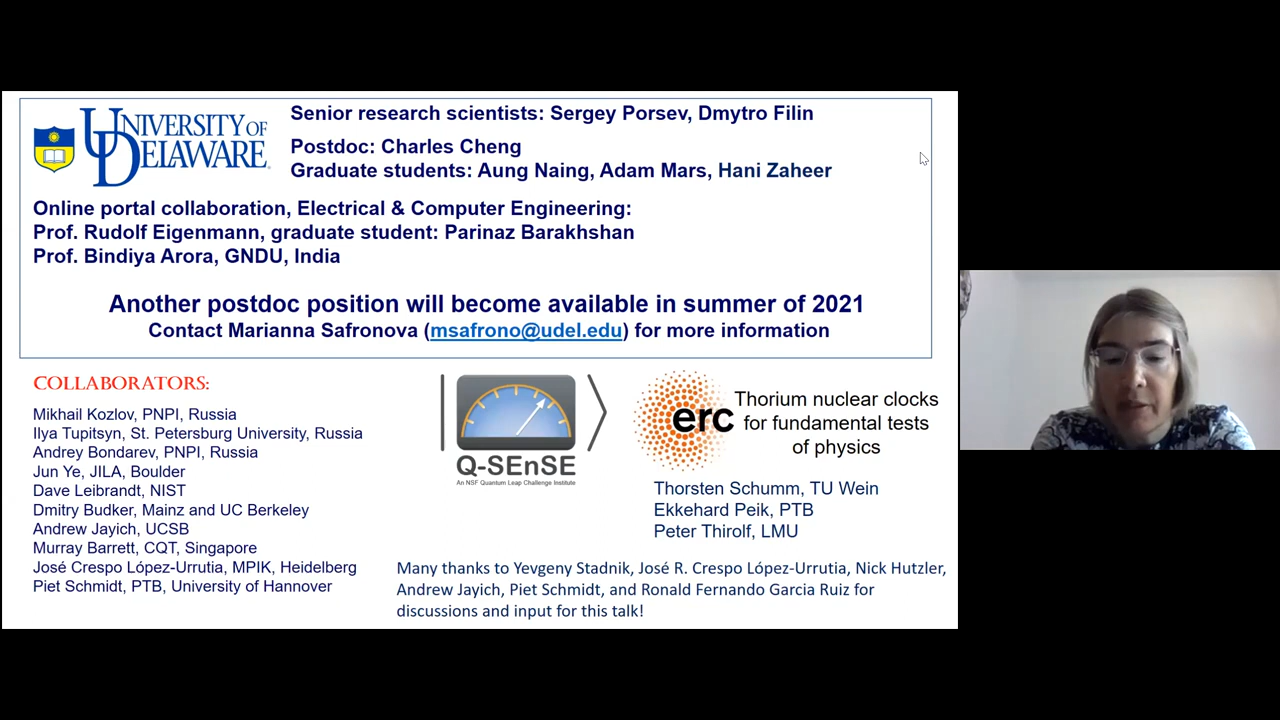 UNIVERSITY OF DELAWARE.
Senior research scientists: Sergey Porsev, Dmytro Filin
Postdoc: Charles Cheng
Graduate students: Aung Naing, Adam Mars, Hani Zaheer
Online portal collaboration, Electrical & Computer Engineering:
Prof. Rudolf Eigenmann, graduate student: Parinaz Barakhshan
Prof. Bindiya Arora, GNDU, India
Another postdoc position will become available in summer of 2021
Contact Marianna Safronova (msafrono@udel.edu) for more information
COLLABORATORS:
Mikhail Kozlov, PNPI, Russia
Ilya Tupitsyn, St. Petersburg University, Russia
Andrey Bondarev, PNPI, Russia
Jun Ye, JILA, Boulder
Dave Leibrandt, NIST
Dmitry Budker, Mainz and UC Berkeley
Andrew Jayich, UCSB
Murray Barrett, CQT, Singapore
José Crespo López-Urrutia, MPIK, Heidelberg
Piet Schmidt, PTB, University of Hannover
Q-SEnSE
An NSF Quantum Leap Challenge Institute
erc
Thorium nuclear clocks
for fundamental tests
of physics
Thorsten Schumm, TU Wein
Ekkehard Peik, PTB
Peter Thirolf, LMU
Many thanks to Yevgeny Stadnik, José R. Crespo López-Urrutia, Nick Hutzler,
Andrew Jayich, Piet Schmidt, and Ronald Fernando Garcia Ruiz for
discussions and input for this talk!